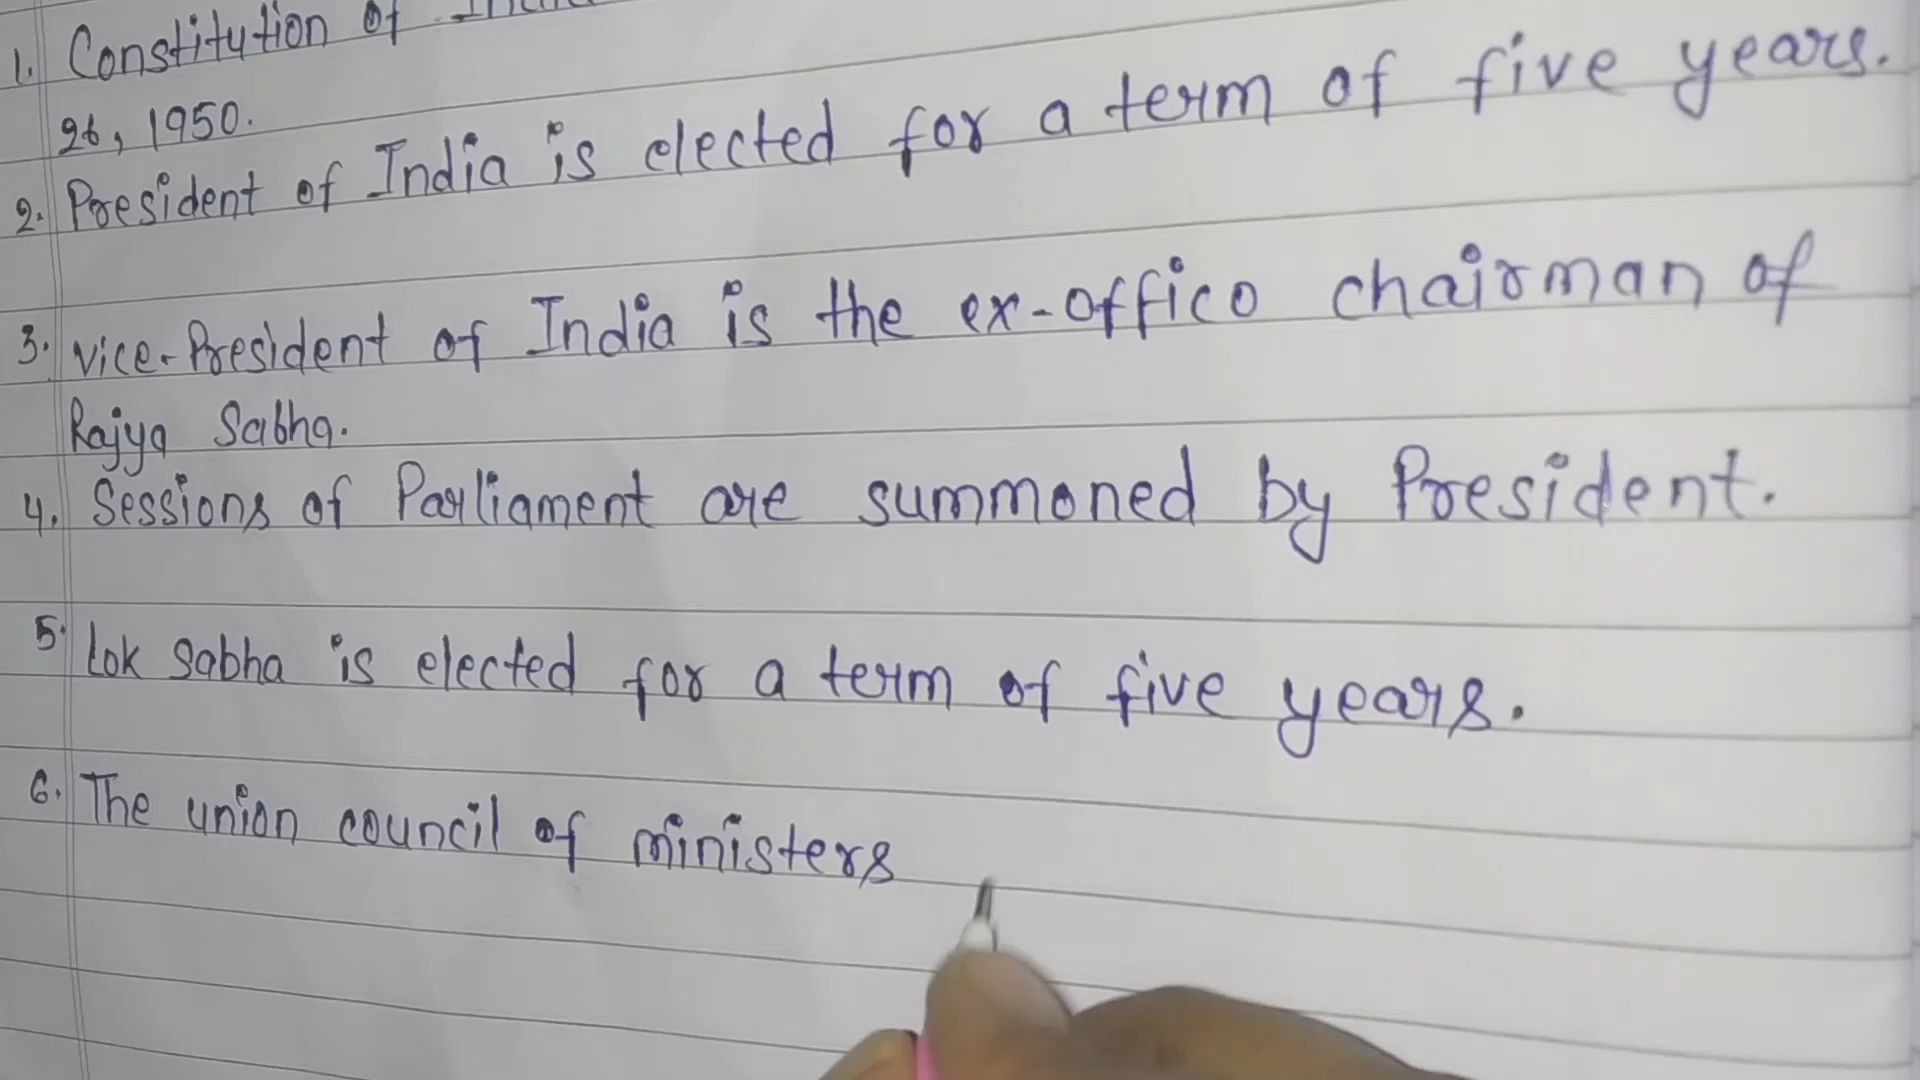 1. Constitution of
26, 1950.
2. President of India is elected for a term of five years.
3. Vice-President of India is the ex-offico chairman of
Rajya Sabha.
4. Sessions of Parliament are summoned by President.
5. Lok Sabha is elected for a term of five years.
6. The union council of ministers